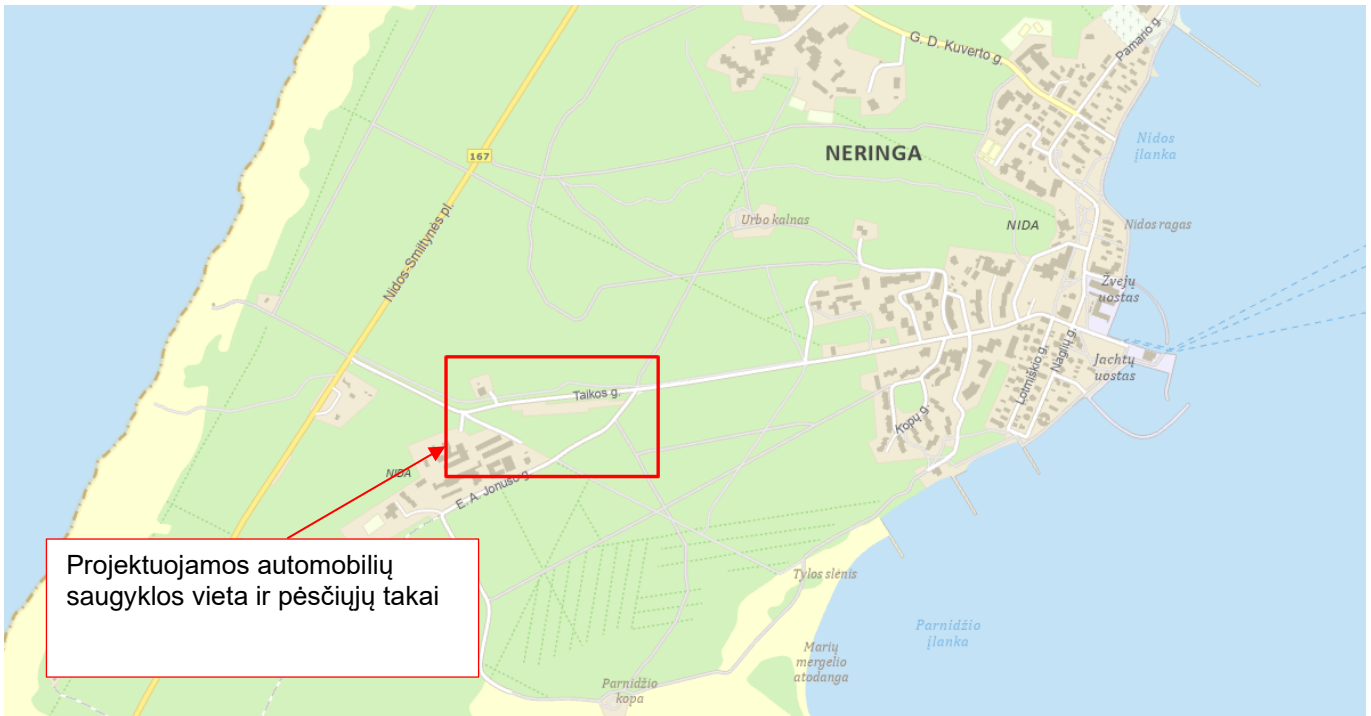 G. D. Kuverto g.
Pamario g.
Nidos
įlanka
NERINGA
167
Urbo kalnas
NIDA
Nidos ragas
Nidos-Smiltynės pl.
Žvejų
uostas
Jachtų
uostas
Lotmiškio g.
Naglių g.
Taikos g.
Kopų g.
NIDA
E. A. Jonušo g.
Projektuojamos automobilių
saugyklos vieta ir pėsčiųjų takai
Tylos slėnis
Parnidžio
įlanka
Marių
mergelio
atodanga
Parnidžio
kopa